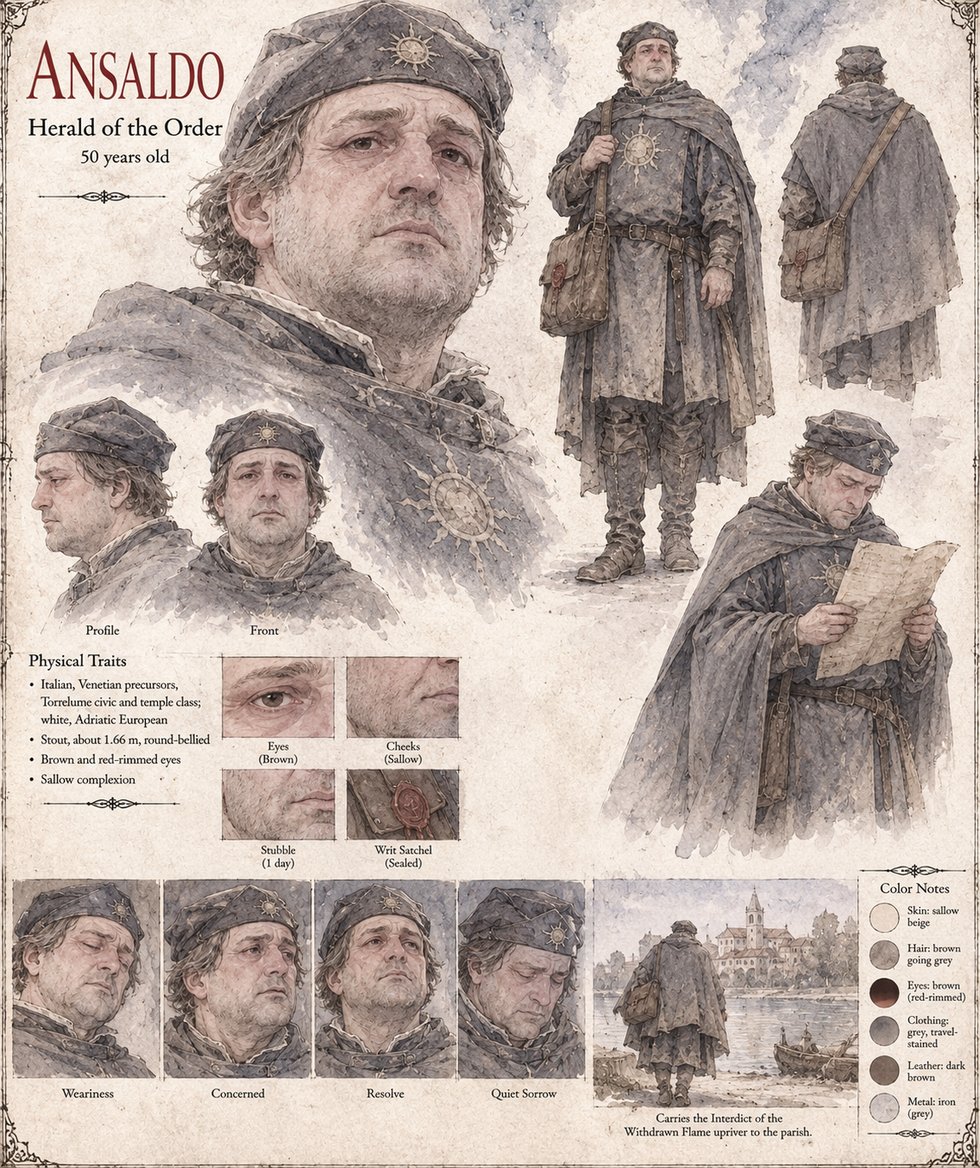 ANSALDO
Herald of the Order
50 years old
Profile
Front
Physical Traits
• Italian, Venetian precursors,
Torrelume civic and temple class;
white, Adriatic European
• Stout, about 1.66 m, round-bellied
• Brown and red-rimmed eyes
• Sallow complexion
Eyes
(Brown)
Cheeks
(Sallow)
Stubble
(1 day)
Writ Satchel
(Sealed)
Weariness
Concerned
Resolve
Quiet Sorrow
Carries the Interdict of the
Withdrawn Flame upriver to the parish.
Color Notes
Skin: sallow
beige
Hair: brown
going grey
Eyes: brown
(red-rimmed)
Clothing:
grey, travel-
stained
Leather: dark
brown
Metal: iron
(grey)